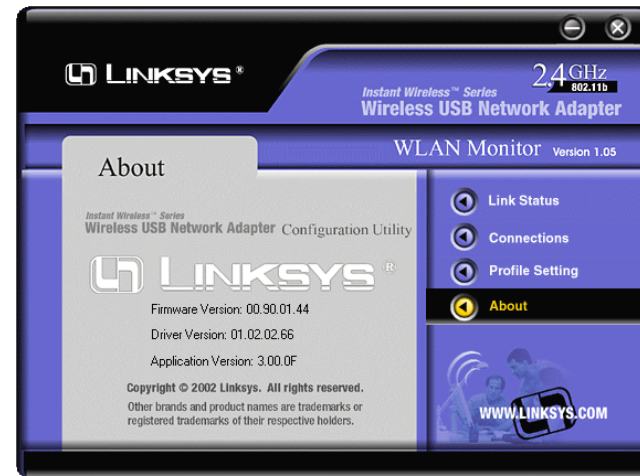 LINKSYS®
2.4GHz
802.11b
Instant Wireless™ Series
Wireless USB Network Adapter
WLAN Monitor Version 1.05
About
Instant Wireless™ Series
Wireless USB Network Adapter Configuration Utility
LINKSYS®
Firmware Version: 00.90.01.44
Driver Version: 01.02.02.66
Application Version: 3.00.0F
Copyright © 2002 Linksys. All rights reserved.
Other brands and product names are trademarks or
registered trademarks of their respective holders.
Link Status
Connections
Profile Setting
About
WWW.LINKSYS.COM